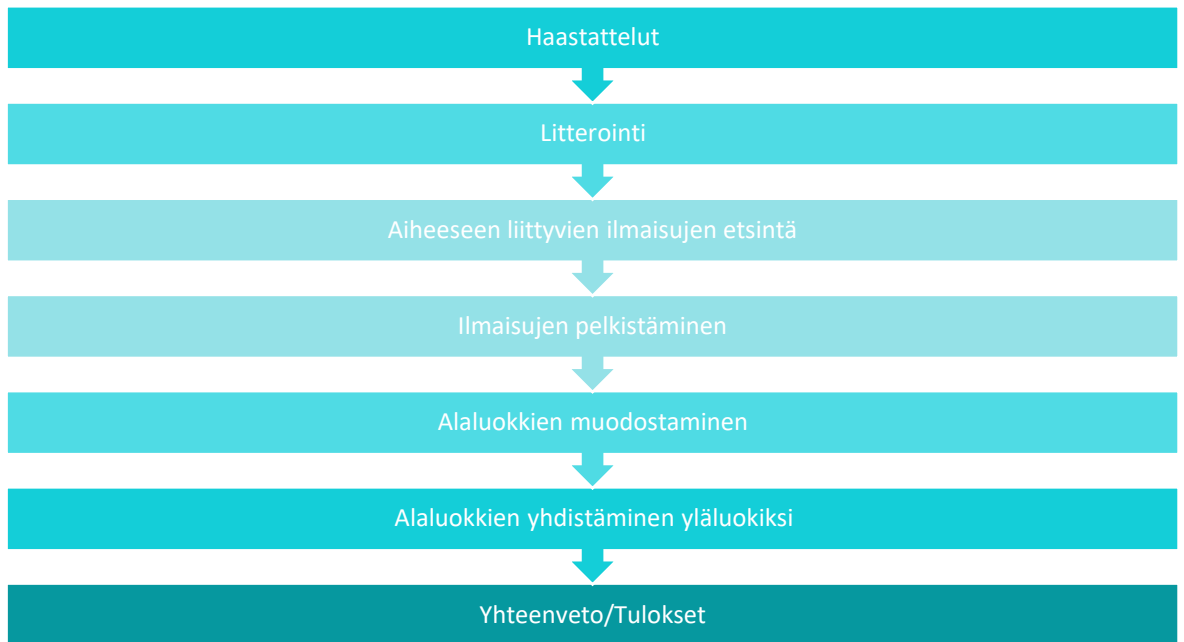 Haastattelut
Litterointi
Aiheeseen liittyvien ilmaisujen etsintä
Ilmaisujen pelkistäminen
Alaluokkien muodostaminen
Alaluokkien yhdistäminen yläluokiksi
Yhteenveto/Tulokset